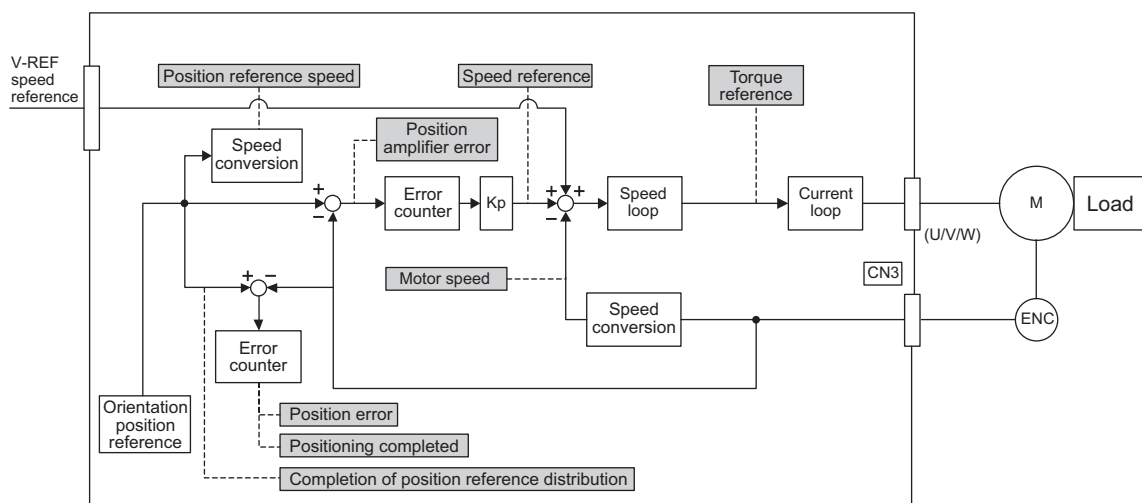 V-REF
speed
reference
Position reference speed
Speed reference
Torque
reference
Speed
conversion
Position
amplifier error
+
−
Error
counter
Kp
+
+
−
Speed
loop
Current
loop
M
Load
(U/V/W)
CN3
+
−
Motor speed
Speed
conversion
ENC
Error
counter
Orientation
position
reference
Position error
Positioning completed
Completion of position reference distribution